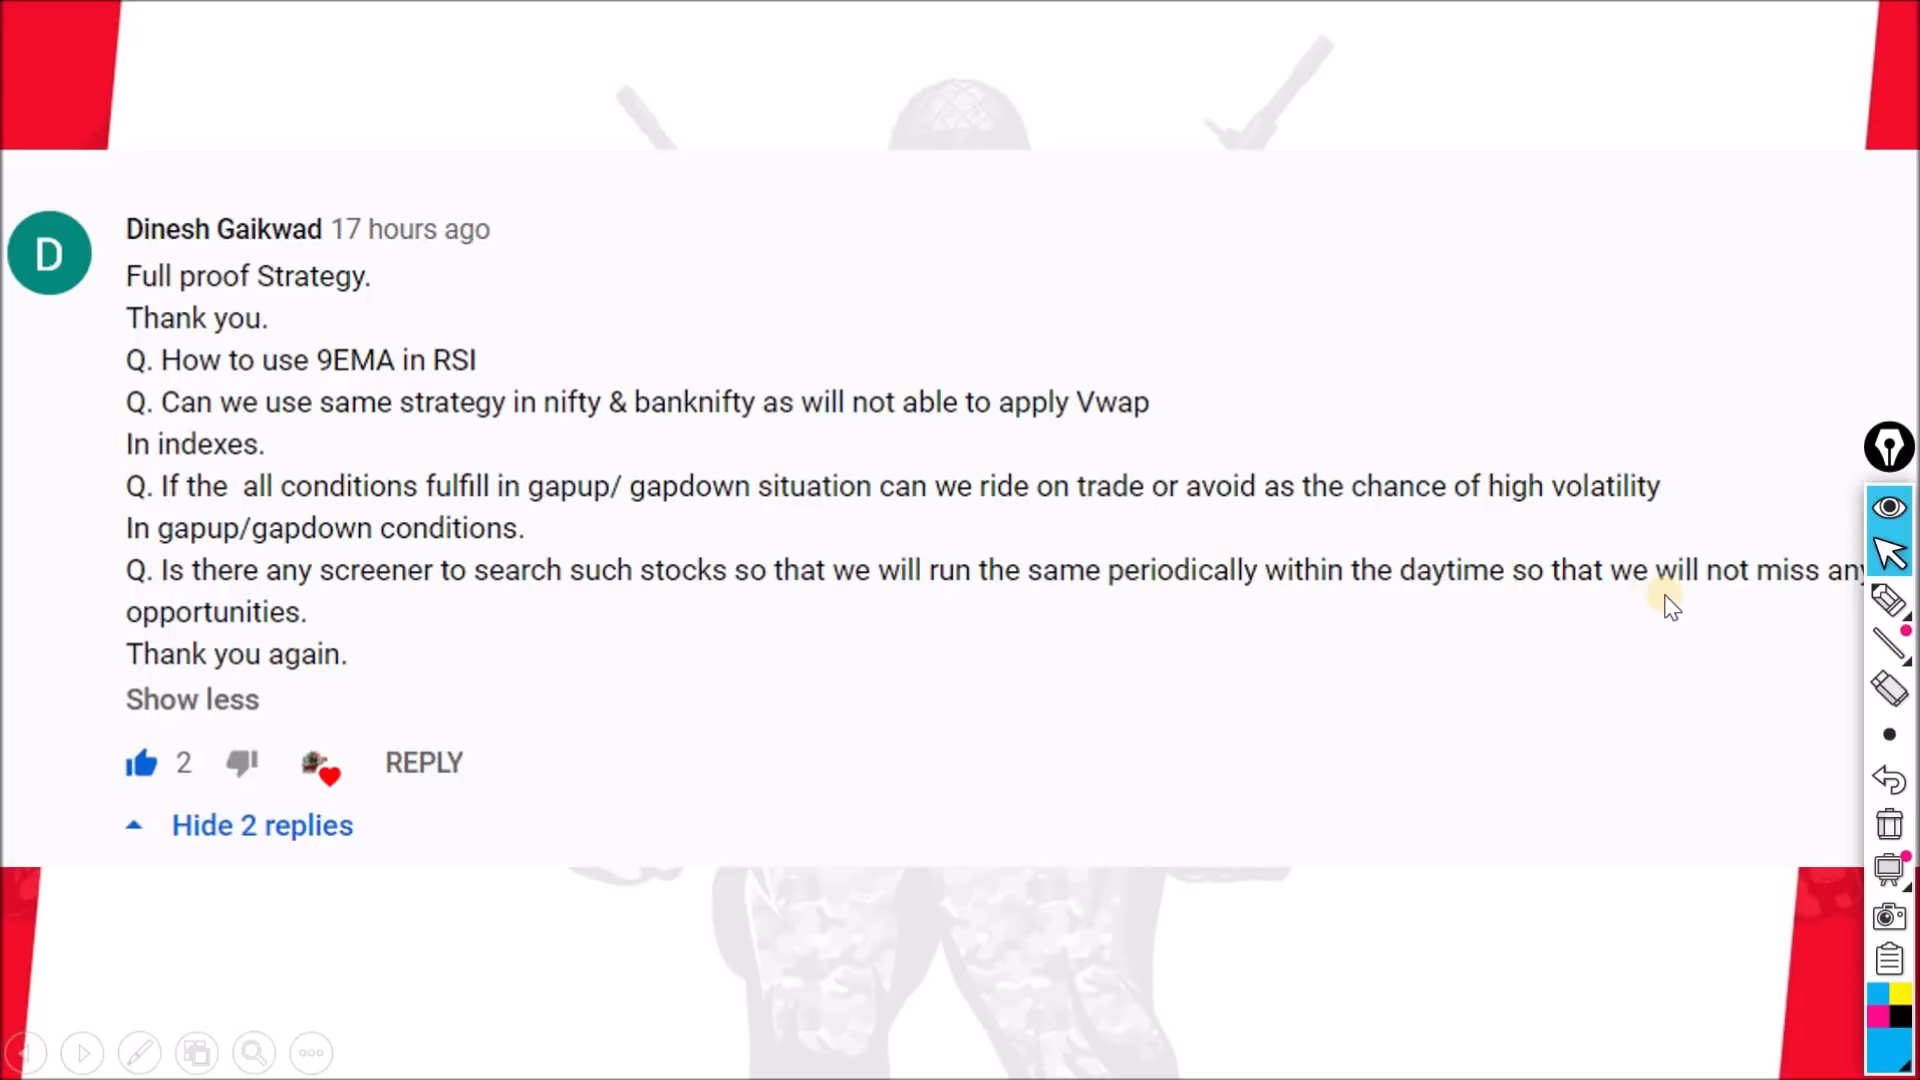 D
Dinesh Gaikwad 17 hours ago
Full proof Strategy.
Thank you.
Q. How to use 9EMA in RSI
Q. Can we use same strategy in nifty & banknifty as will not able to apply Vwap
In indexes.
Q. If the  all conditions fulfill in gapup/ gapdown situation can we ride on trade or avoid as the chance of high volatility
In gapup/gapdown conditions.
Q. Is there any screener to search such stocks so that we will run the same periodically within the daytime so that we will not miss
opportunities.
Thank you again.
Show less
2 REPLY
Hide 2 replies